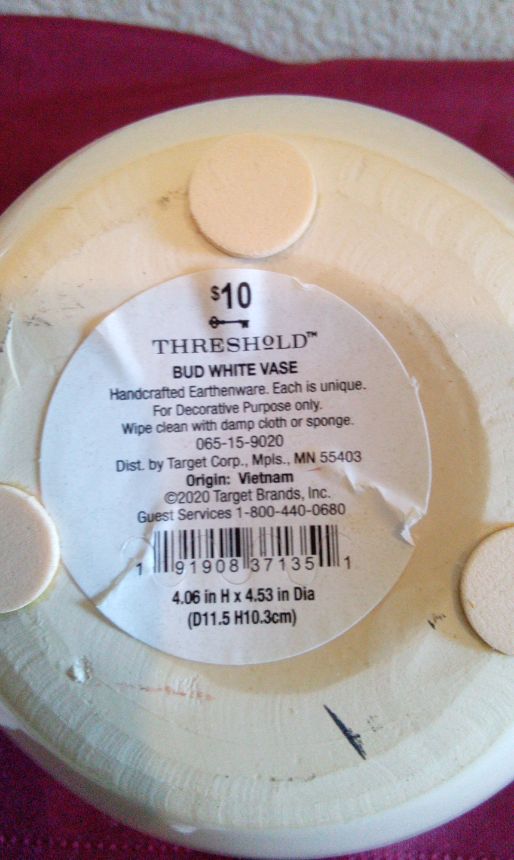 $10
THRESHOLD™
BUD WHITE VASE
Handcrafted Earthenware. Each is unique.
For Decorative Purpose only.
Wipe clean with damp cloth or sponge.
065-15-9020
Dist. by Target Corp., Mpls., MN 55403
Origin: Vietnam
©2020 Target Brands, Inc.
Guest Services 1-800-440-0680
1 91908 37135 1
4.06 in H x 4.53 in Dia
(D11.5 H10.3cm)